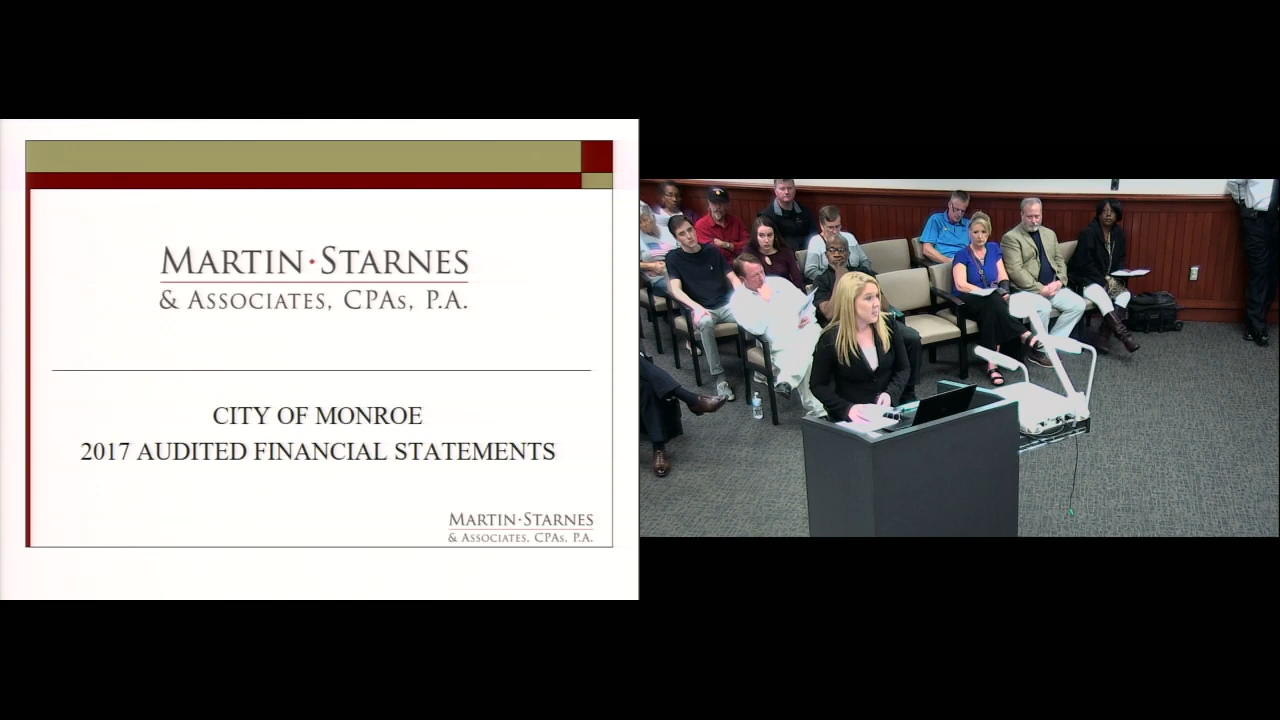 MARTIN·STARNES
& ASSOCIATES, CPAS, P.A.
CITY OF MONROE
2017 AUDITED FINANCIAL STATEMENTS
MARTIN·STARNES
& ASSOCIATES, CPAS, P.A.